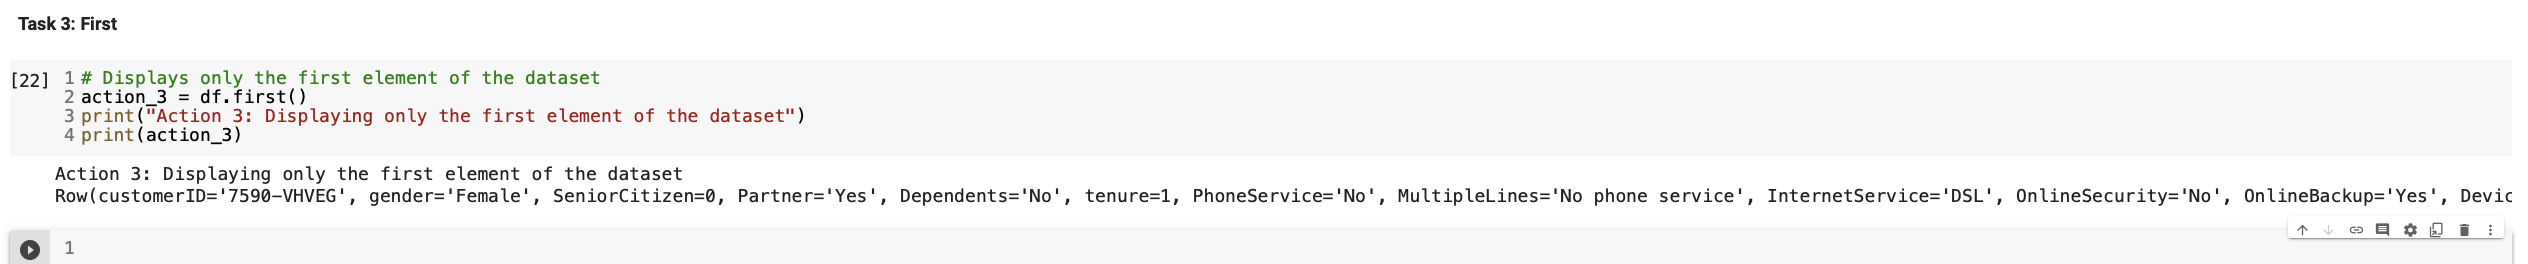 Task 3: First
[22] 1 # Displays only the first element of the dataset
2 action_3 = df.first()
3 print("Action 3: Displaying only the first element of the dataset")
4 print(action_3)
Action 3: Displaying only the first element of the dataset
Row(customerID='7590-VHVEG', gender='Female', SeniorCitizen=0, Partner='Yes', Dependents='No', tenure=1, PhoneService='No', MultipleLines='No phone service', InternetService='DSL', OnlineSecurity='No', OnlineBackup='Yes', Devic
1